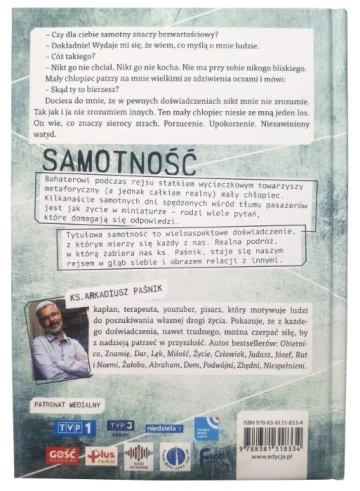 – Czy dla ciebie samotny znaczy bezwartościowy?
– Dokładnie! Wydaje mi się, że wiem, co myślą o mnie ludzie.
– Cóż takiego?
– Nikt go nie chciał. Nikt go nie kocha. Nie ma przy sobie nikogo bliskiego.
Mały chłopiec patrzy na mnie wielkimi ze zdziwienia oczami i mówi:
– Skąd ty to bierzesz?
Dociera do mnie, że w pewnych doświadczeniach nikt mnie nie zrozumie.
Tak jak i ja nie zrozumiem innych. Ten mały chłopiec niesie ze mną jeden los.
On wie, co znaczy sierocy strach. Porzucenie. Upokorzenie. Niezawiniony
wstyd.
SAMOTNOŚĆ
Bohaterowi podczas rejsu statkiem wycieczkowym towarzyszy
metaforyczny (a jednak całkiem realny) mały chłopiec.
Kilkanaście samotnych dni spędzonych wśród tłumu pasażerów
jest jak życie w miniaturze – rodzi wiele pytań,
które domagają się odpowiedzi.
Tytułowa samotność to wieloaspektowe doświadczenie,
z którym mierzy się każdy z nas. Realna podróż,
w którą zabiera nas ks. Paśnik, staje się naszym
rejsem w głąb siebie i obrazem relacji z innymi.
KS. ARKADIUSZ PAŚNIK
kapłan, terapeuta, youtuber, pisarz, który motywuje ludzi
do poszukiwania własnej drogi życia. Pokazuje, że z każde-
go doświadczenia, nawet trudnego, można czerpać siłę, by
z nadzieją patrzeć w przyszłość. Autor bestsellerów: Obietni-
ca, Znamię, Dar, Lęk, Miłość, Życie, Człowiek, Judasz, Józef, Rut
i Noemi, Żałoba, Abraham, Dom, Podwójni, Zbędni, Niespełnieni.
PATRONAT MEDIALNY
TVP 1
TVP3
niedziela
GOŚĆ
plus
radio
ISBN 978-83-8131-833-4
9 788381 318334
www.edycja.pl